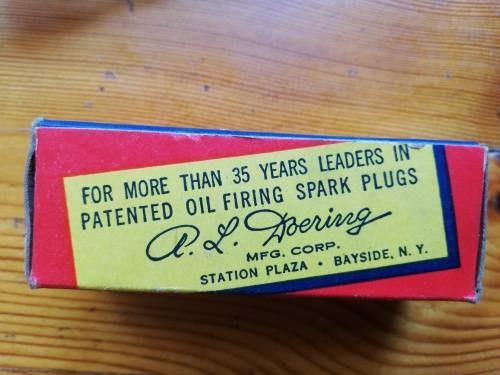 FOR MORE THAN 35 YEARS LEADERS IN
PATENTED OIL FIRING SPARK PLUGS
A. L. Doering
MFG. CORP.
STATION PLAZA • BAYSIDE, N. Y.